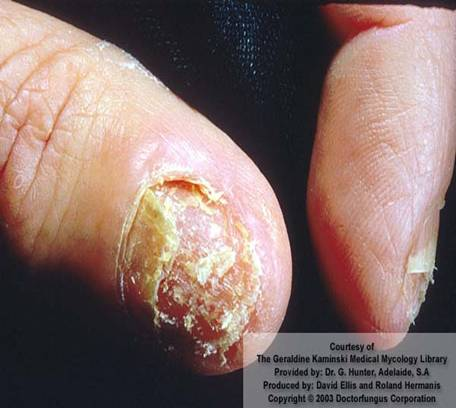 Courtesy of
The Geraldine Kaminski Medical Mycology Library
Provided by: Dr. G. Hunter, Adelaide, S.A
Produced by: David Ellis and Roland Hermanis
Copyright © 2003 Doctorfungus Corporation